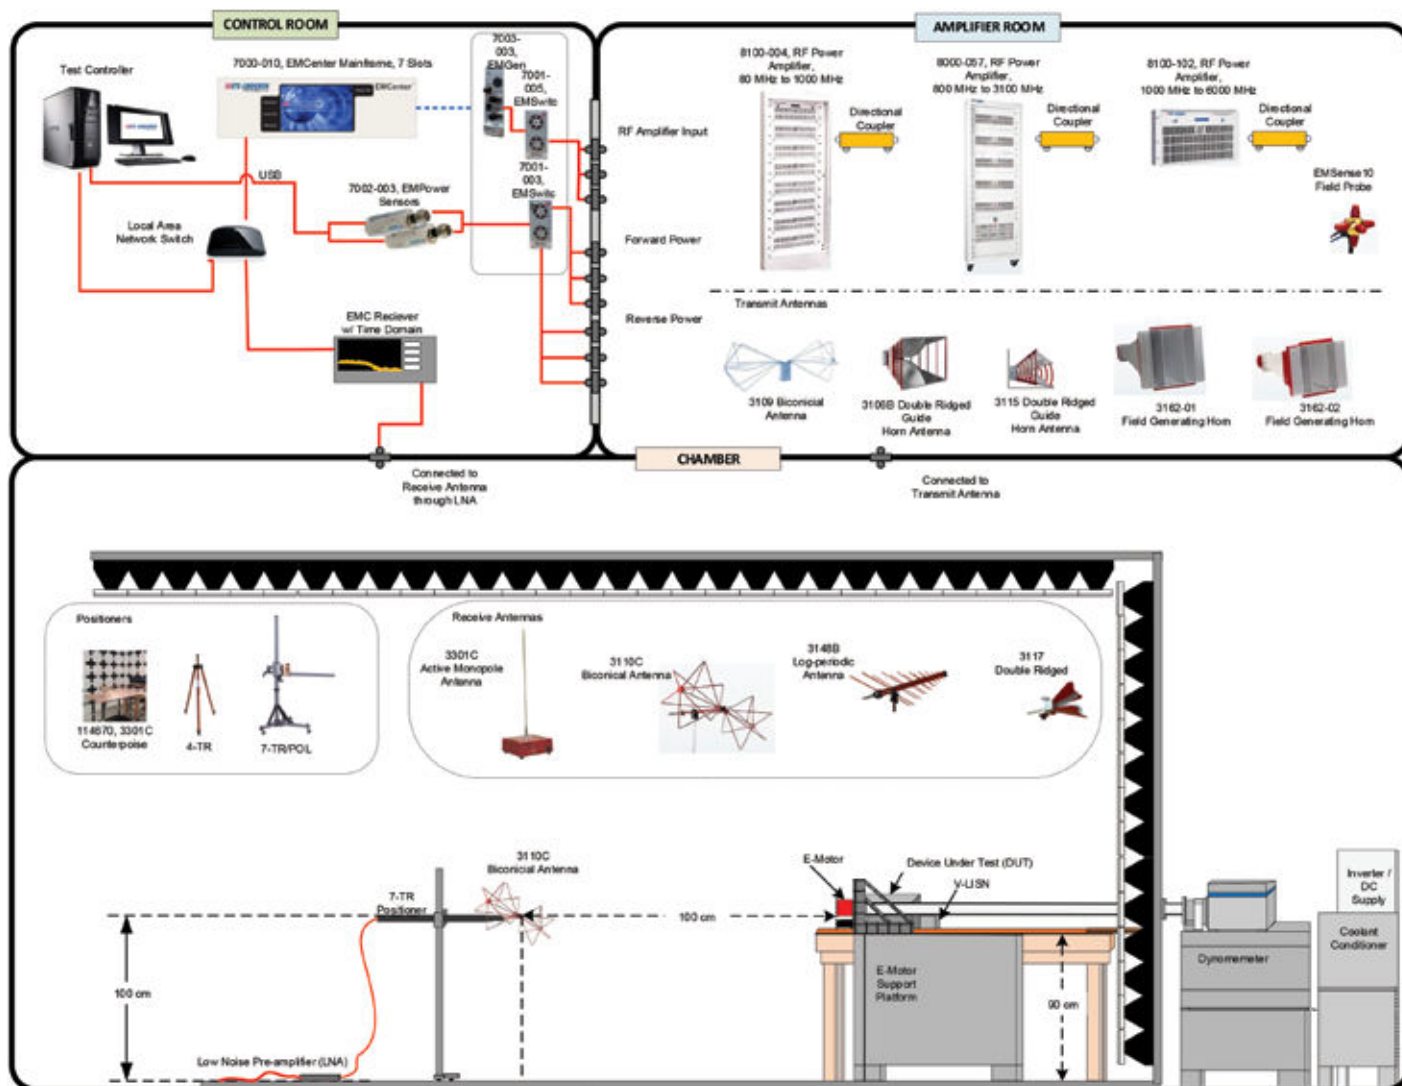 CONTROL ROOM
7000-010, EMCenter Mainframe, 7 Slots
Test Controller
EMCenter
7003-
003,
EMGen
7001-
005,
EMSwitc
7001-
003,
EMSwitc
USB
7002-003, EMPower
Sensors
Local Area
Network Switch
EMC Reciever
w/ Time Domain
RF Amplifier Input
Forward Power
Reverse Power
AMPLIFIER ROOM
8100-004, RF Power
Amplifier,
80 MHz to 1000 MHz
Directional
Coupler
8000-057, RF Power
Amplifier,
800 MHz to 3100 MHz
Directional
Coupler
8100-102, RF Power
Amplifier,
1000 MHz to 6000 MHz
Directional
Coupler
EMSense10
Field Probe
Transmit Antennas
3109 Biconicial
Antenna
3106B Double Ridged
Guide
Horn Antenna
3115 Double Ridged
Guide
Horn Antenna
3162-01
Field Generating Horn
3162-02
Field Generating Horn
CHAMBER
Connected to
Receive Antenna
through LNA
Connected to
Transmit Antenna
Positioners
114670, 3301C
Counterpoise
4-TR
7-TR/POL
Receive Antennas
3301C
Active Monopole
Antenna
3110C
Biconical Antenna
3148B
Log-periodic
Antenna
3117
Double Ridged
3110C
Biconicial Antenna
7-TR
Positioner
100 cm
Low Noise Pre-amplifier (LNA)
100 cm
E-Motor
Device Under Test (DUT)
V-LISN
E-Motor
Support
Platform
90 cm
Dynomometer
Inverter /
DC
Supply
Coolant
Conditioner